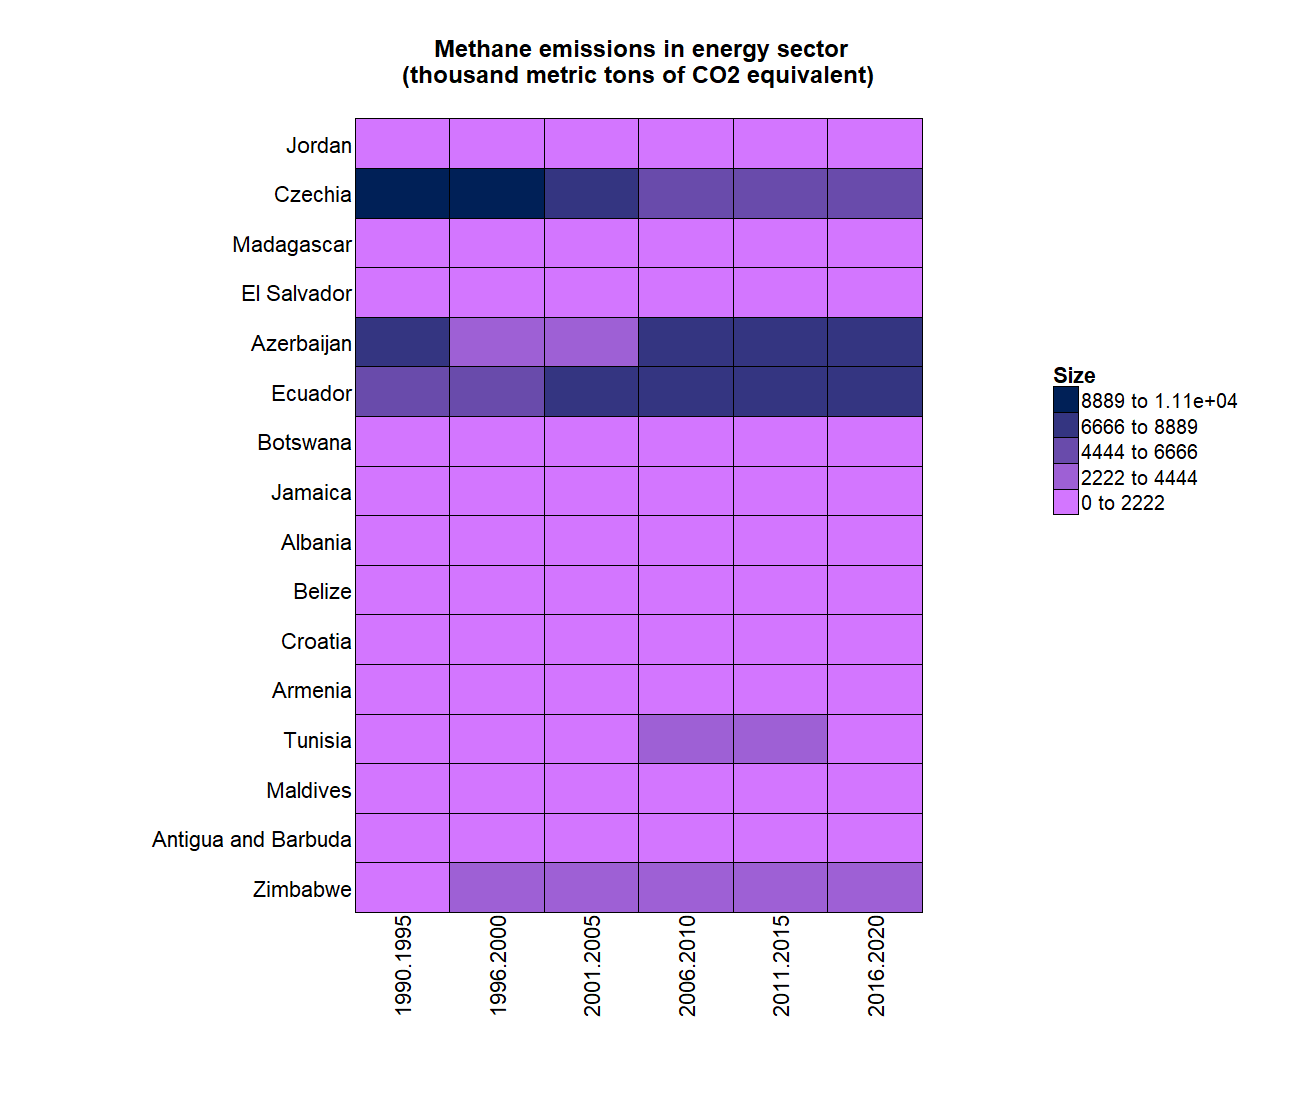 Methane emissions in energy sector
(thousand metric tons of CO2 equivalent)
Jordan
Czechia
Madagascar
El Salvador
Azerbaijan
Ecuador
Botswana
Jamaica
Albania
Belize
Croatia
Armenia
Tunisia
Maldives
Antigua and Barbuda
Zimbabwe
1990.1995
1996.2000
2001.2005
2006.2010
2011.2015
2016.2020
Size
8889 to 1.11e+04
6666 to 8889
4444 to 6666
2222 to 4444
0 to 2222